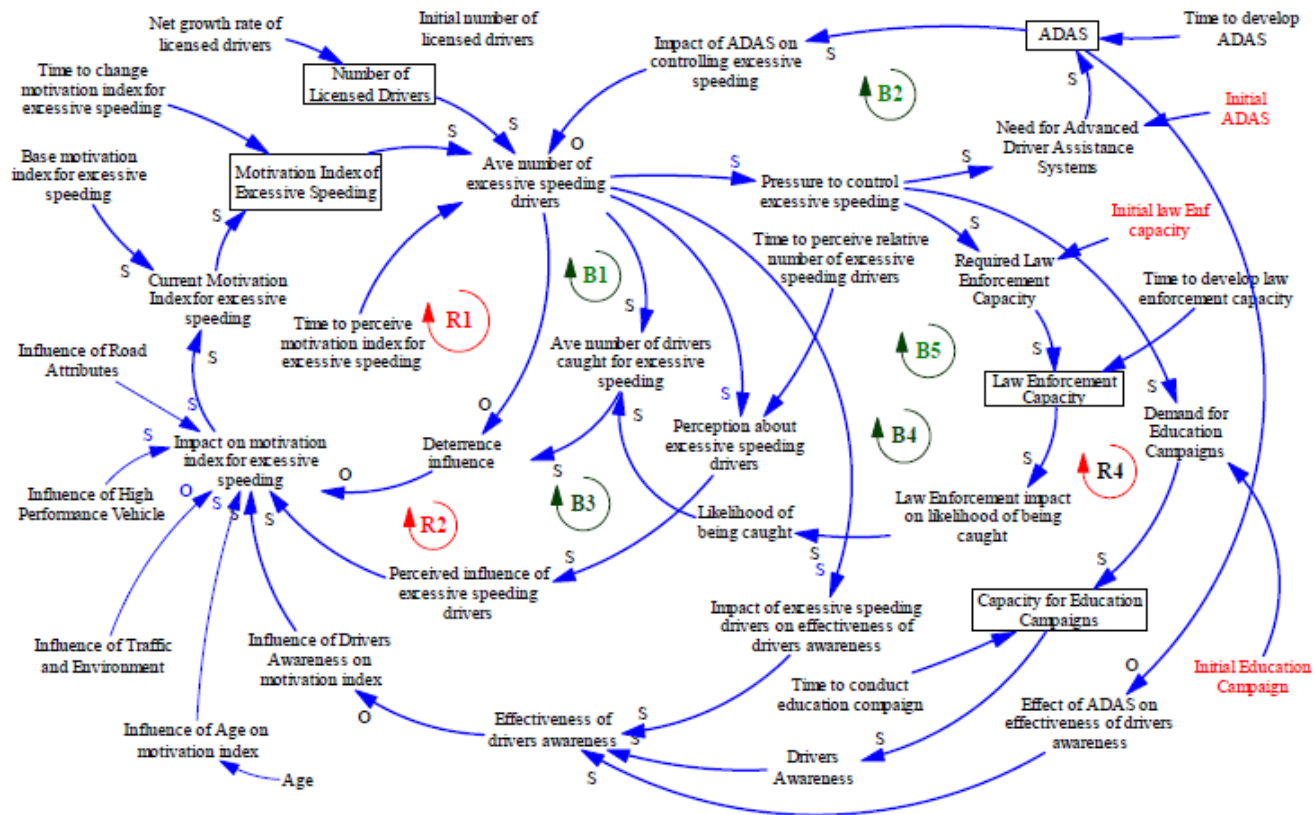 Net growth rate of
licensed drivers
Initial number of
licensed drivers
Impact of ADAS on
controlling excessive
speeding
S
ADAS
Time to develop
ADAS
Time to change
motivation index for
excessive speeding
Number of
Licensed Drivers
S
B2
S
Initial
ADAS
Base motivation
index for excessive
speeding
Motivation Index of
Excessive Speeding
S
S
O
Ave number of
excessive speeding
drivers
S
Pressure to control
excessive speeding
S
Need for Advanced
Driver Assistance
Systems
S
S
Initial law Enf
capacity
Time to perceive relative
number of excessive
speeding drivers
Required Law
Enforcement
Capacity
Time to develop law
enforcement capacity
S
Current Motivation
Index for excessive
speeding
B1
R1
Time to perceive
motivation index for
excessive speeding
S
Ave number of drivers
caught for excessive
speeding
B5
S
Law Enforcement
Capacity
S
Influence of Road
Attributes
S
S
S
Impact on motivation
index for excessive
speeding
O
Deterrence
influence
S
S
S
Perception about
excessive speeding
drivers
B4
S
Demand for
Education
Campaigns
R4
Influence of High
Performance Vehicle
O
S
S
S
S
O
R2
B3
Likelihood of
being caught
S
Law Enforcement impact
on likelihood of being
caught
S
S
Perceived influence of
excessive speeding
drivers
S
Impact of excessive speeding
drivers on effectiveness of
drivers awareness
Capacity for Education
Campaigns
Influence of Traffic
and Environment
Influence of Drivers
Awareness on
motivation index
Time to conduct
education compaign
O
Initial Education
Campaign
Influence of Age on
motivation index
O
Effectiveness of
drivers awareness
S
S
S
Drivers
Awareness
S
Effect of ADAS on
effectiveness of drivers
awareness
Age